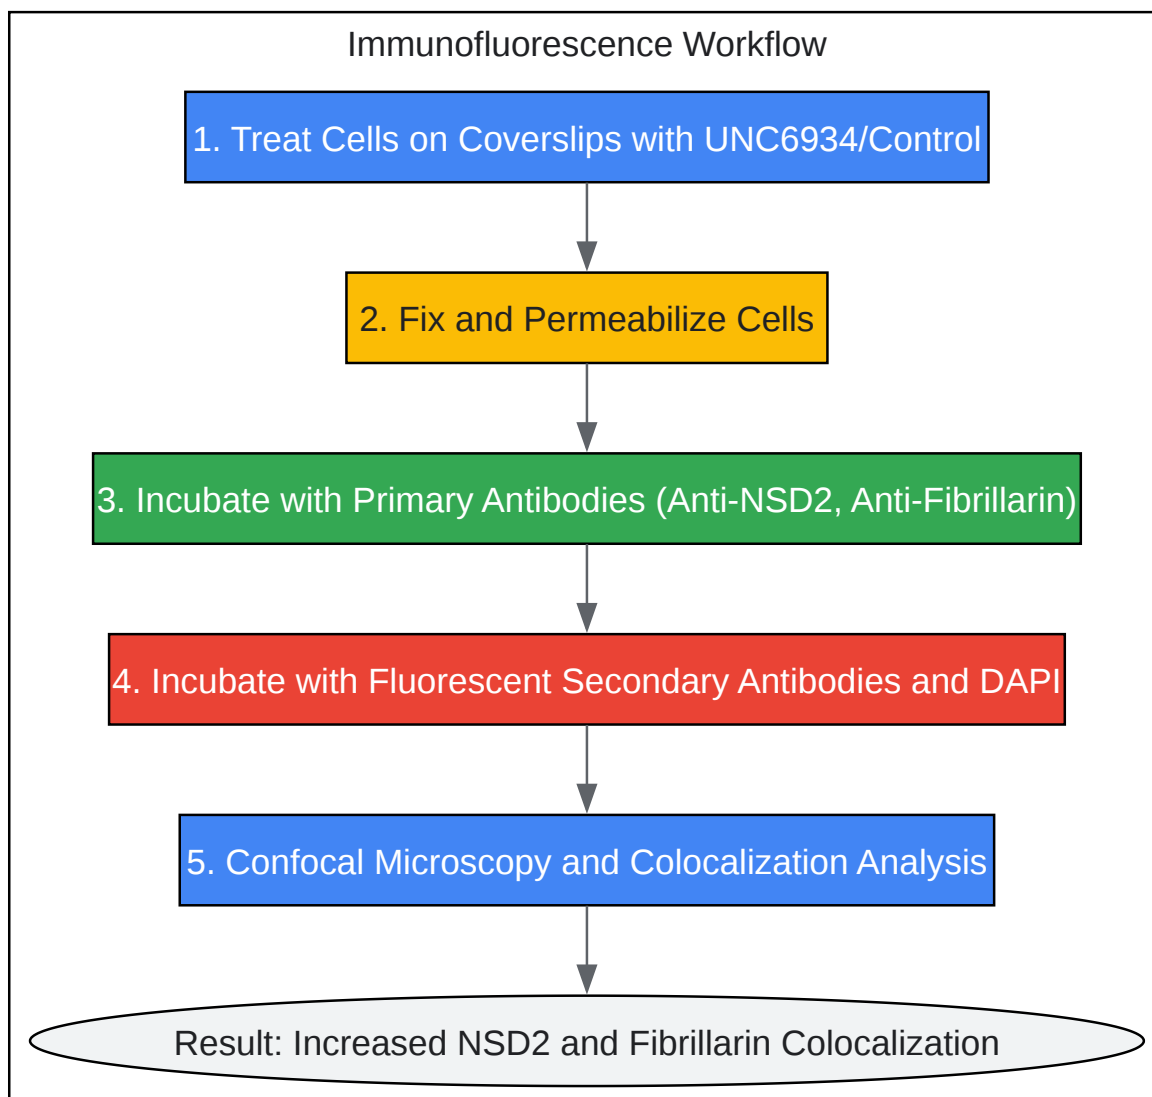 Immunofluorescence Workflow
1. Treat Cells on Coverslips with UNC6934/Control
2. Fix and Permeabilize Cells
3. Incubate with Primary Antibodies (Anti-NSD2, Anti-Fibrillarin)
4. Incubate with Fluorescent Secondary Antibodies and DAPI
5. Confocal Microscopy and Colocalization Analysis
Result: Increased NSD2 and Fibrillarin Colocalization